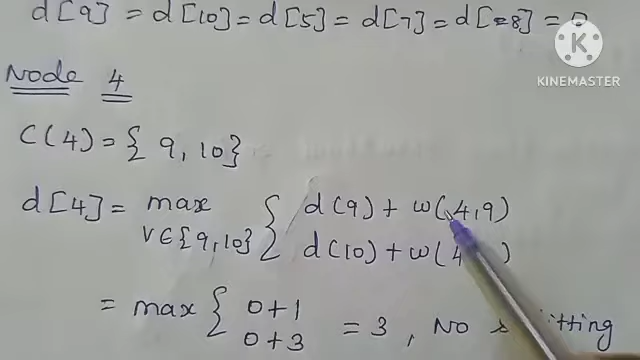 d[9] = d[10] = d[5] = d[7] = d[8] = 0
KINEMASTER
Node 4
C(4) = { 9, 10}
d[4] = max { d(9) + w(4,9)
V∈{9,10} d(10) + w(4 )
= max { 0+1
0+3 = 3, No